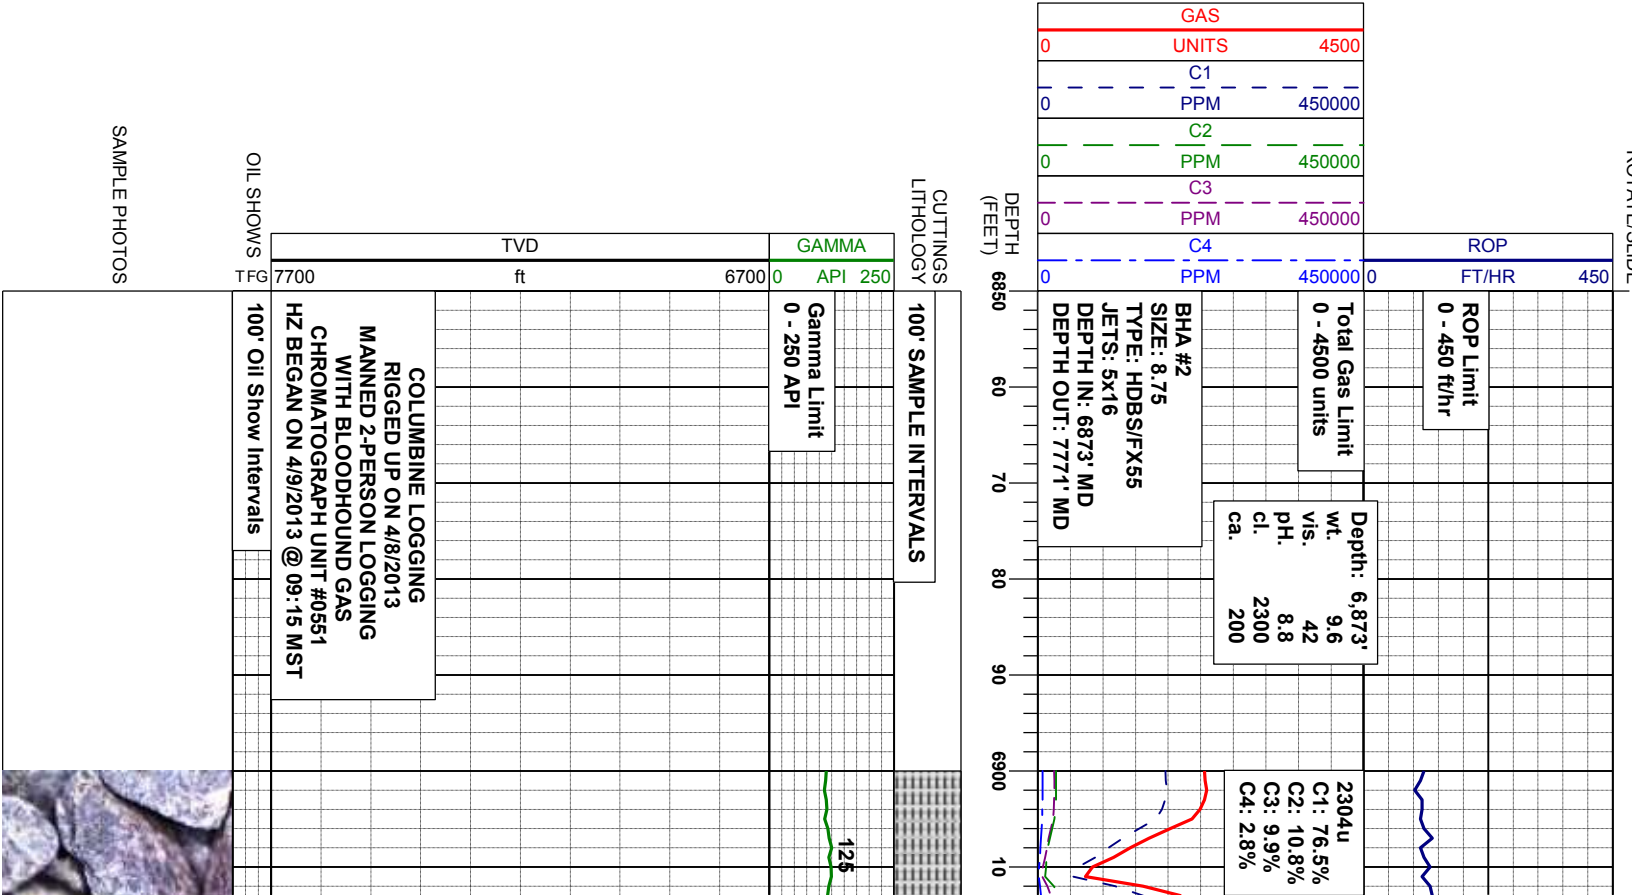 GAS
0 UNITS 4500
C1
0 PPM 450000
C2
0 PPM 450000
C3
0 PPM 450000
C4
0 PPM 450000
ROP
0 FT/HR 450
TVD
7700 ft 6700
GAMMA
0 API 250
SAMPLE PHOTOS
OIL SHOWS
TFG
CUTTINGS
LITHOLOGY
DEPTH
(FEET)
6850
60
70
80
90
6900
10
100' Oil Show Intervals
COLUMBINE LOGGING
RIGGED UP ON 4/8/2013
MANNED 2-PERSON LOGGING
WITH BLOODHOUND GAS
CHROMATOGRAPH UNIT #0551
HZ BEGAN ON 4/9/2013 @ 09:15 MST
Gamma Limit
0 - 250 API
125
100' SAMPLE INTERVALS
BHA #2
SIZE: 8.75
TYPE: HDBS/FX55
JETS: 5x16
DEPTH IN: 6873' MD
DEPTH OUT: 7771' MD
Total Gas Limit
0 - 4500 units
Depth: 6,873'
wt. 9.6
vis. 42
pH. 8.8
cl. 2300
ca. 200
2304u
C1: 76.5%
C2: 10.8%
C3: 9.9%
C4: 2.8%
ROP Limit
0 - 450 ft/hr